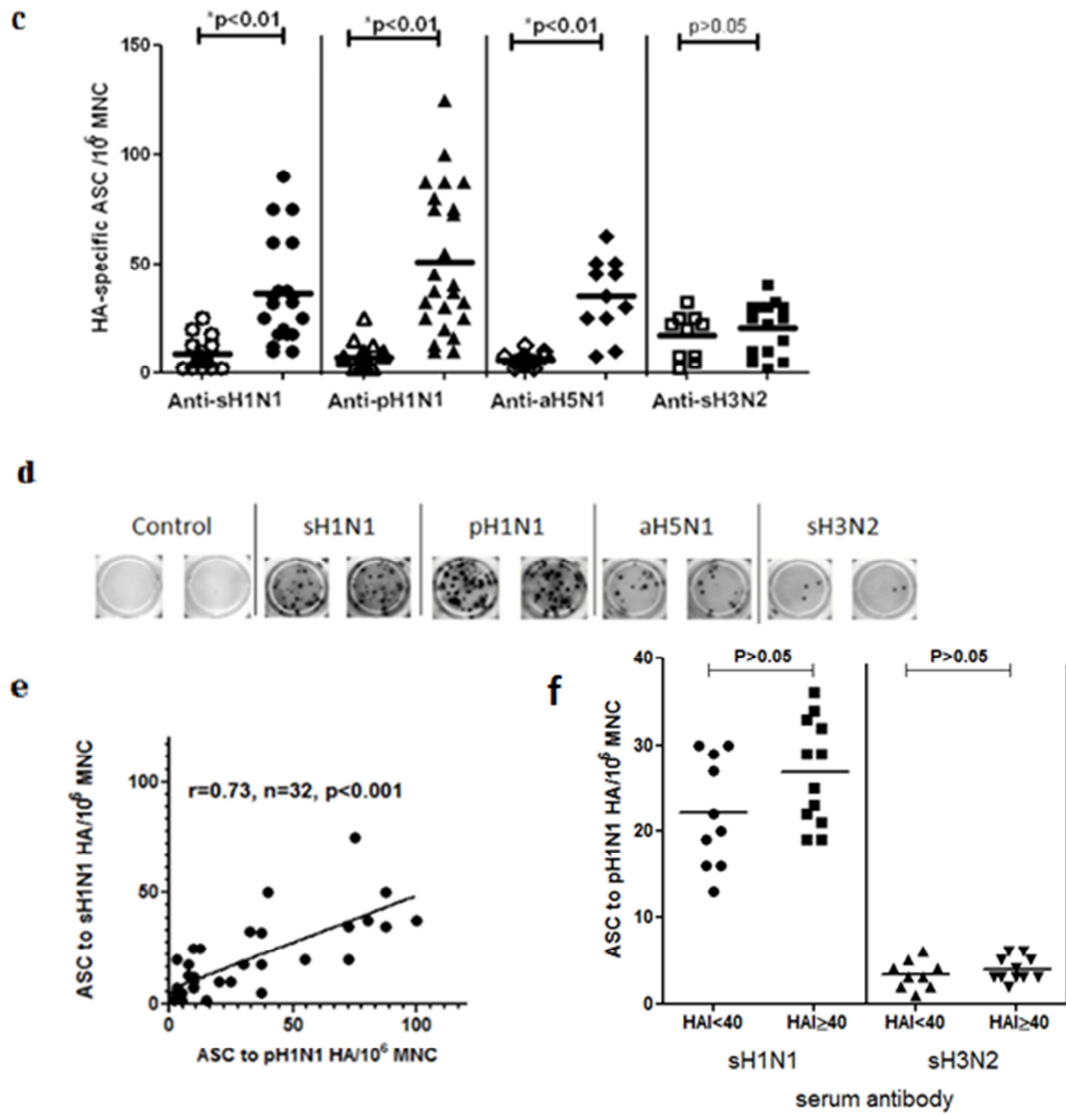 c
*p<0.01 *p<0.01 *p<0.01 p>0.05
150
100
50
0
HA-specific ASC /10⁶ MNC
Anti-sH1N1 Anti-pH1N1 Anti-aH5N1 Anti-sH3N2
d
Control sH1N1 pH1N1 aH5N1 sH3N2
e
ASC to sH1N1 HA/10⁶ MNC
r=0.73, n=32, p<0.001
100
50
0
0 50 100
ASC to pH1N1 HA/10⁶ MNC
f
P>0.05 P>0.05
40
30
20
10
0
ASC to pH1N1 HA/10⁶ MNC
HAI<40 HAI≥40 HAI<40 HAI≥40
sH1N1 sH3N2
serum antibody